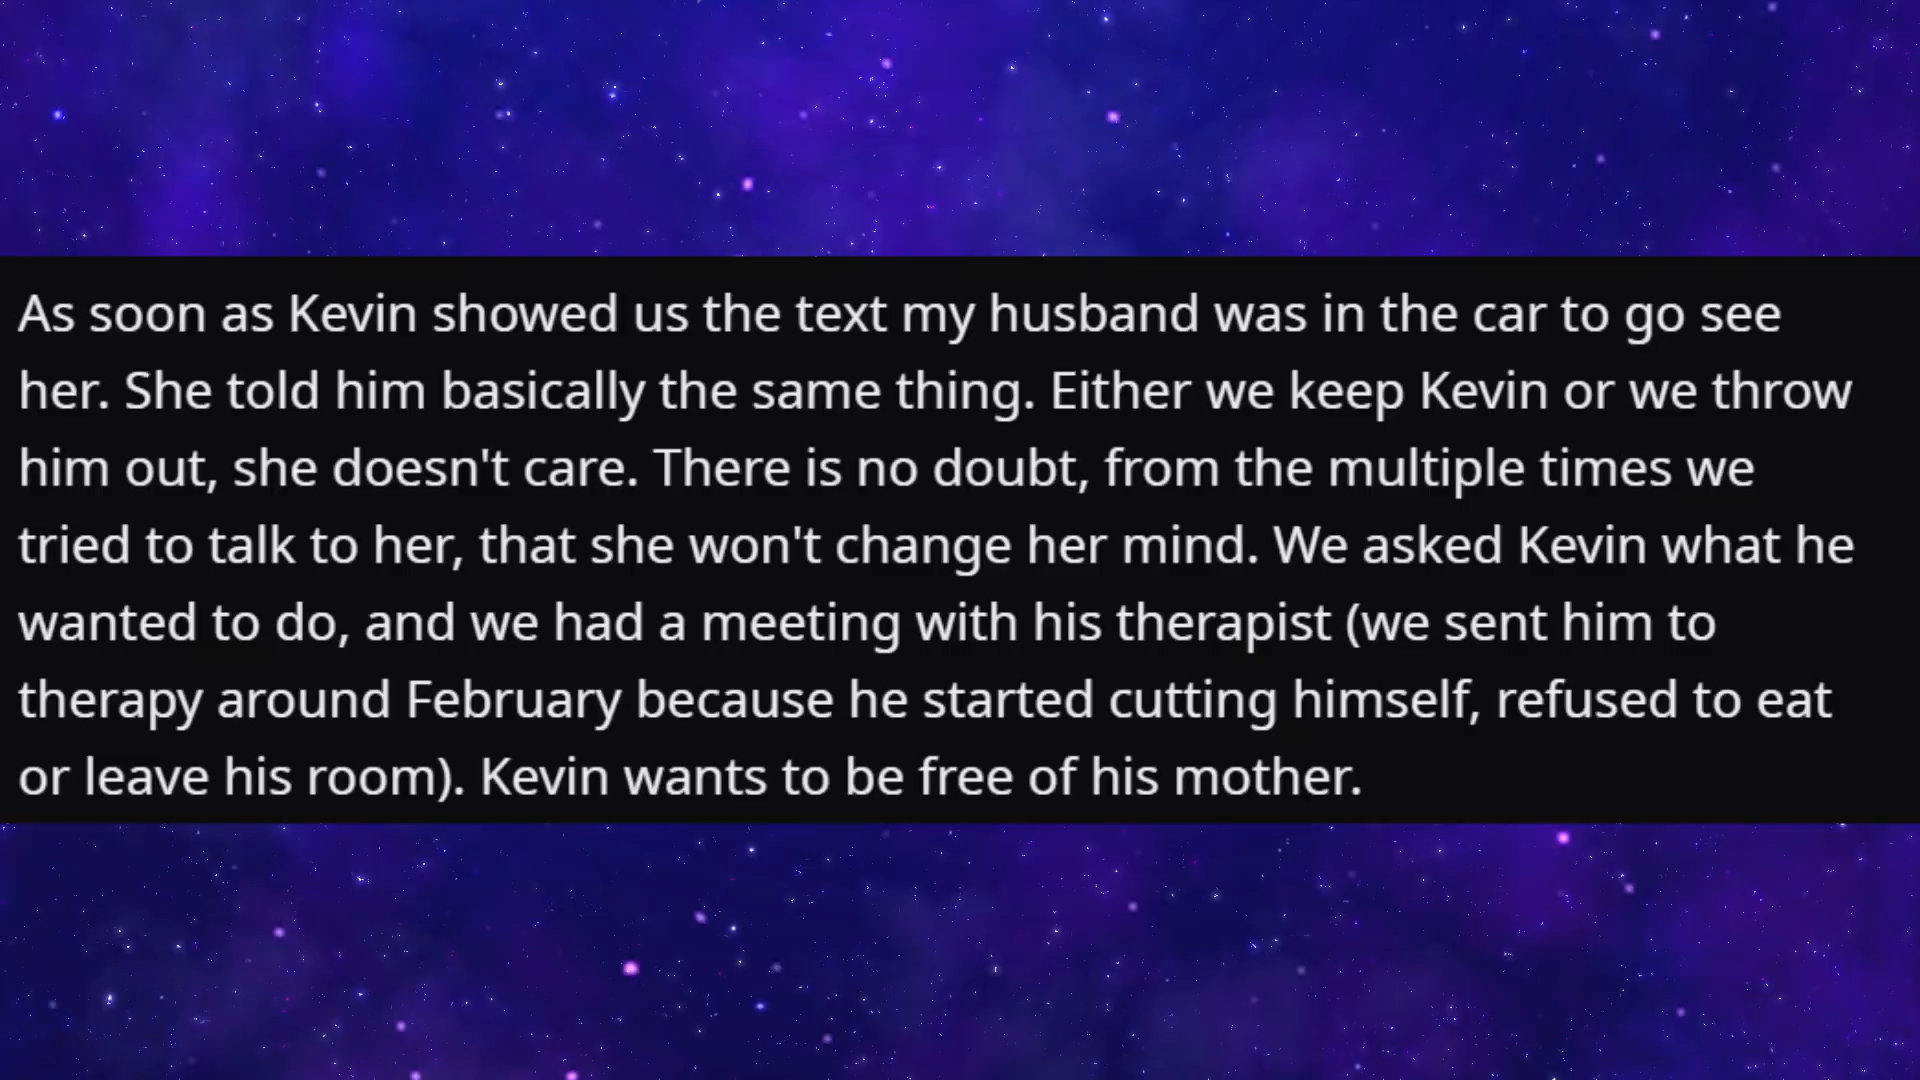 As soon as Kevin showed us the text my husband was in the car to go see
her. She told him basically the same thing. Either we keep Kevin or we throw
him out, she doesn't care. There is no doubt, from the multiple times we
tried to talk to her, that she won't change her mind. We asked Kevin what he
wanted to do, and we had a meeting with his therapist (we sent him to
therapy around February because he started cutting himself, refused to eat
or leave his room). Kevin wants to be free of his mother.